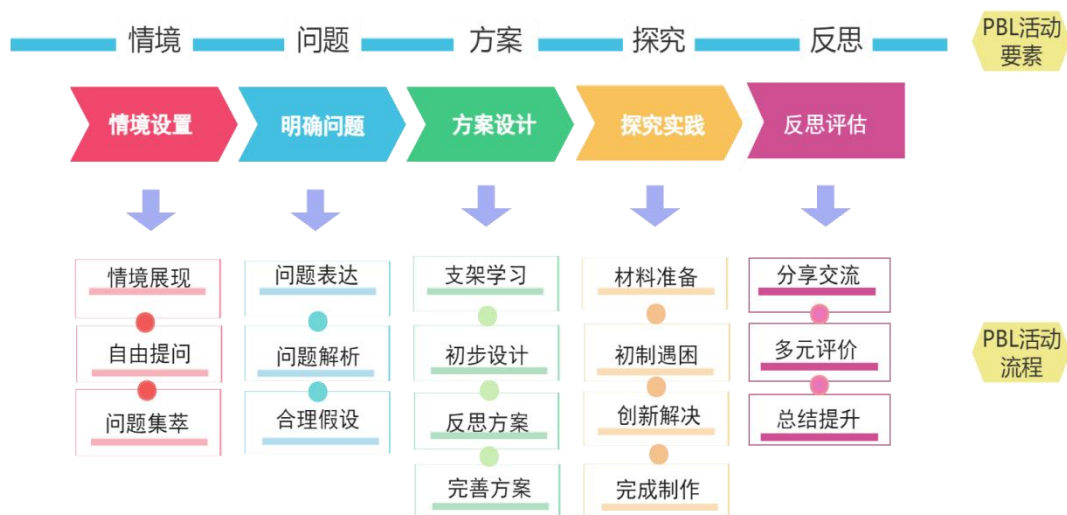 情境 问题 方案 探究 反思
PBL活动
要素
情境设置 明确问题 方案设计 探究实践 反思评估
情境展现 问题表达 支架学习 材料准备 分享交流
自由提问 问题解析 初步设计 初制遇困 多元评价
PBL活动
流程
问题集萃 合理假设 反思方案 创新解决 总结提升
完善方案 完成制作